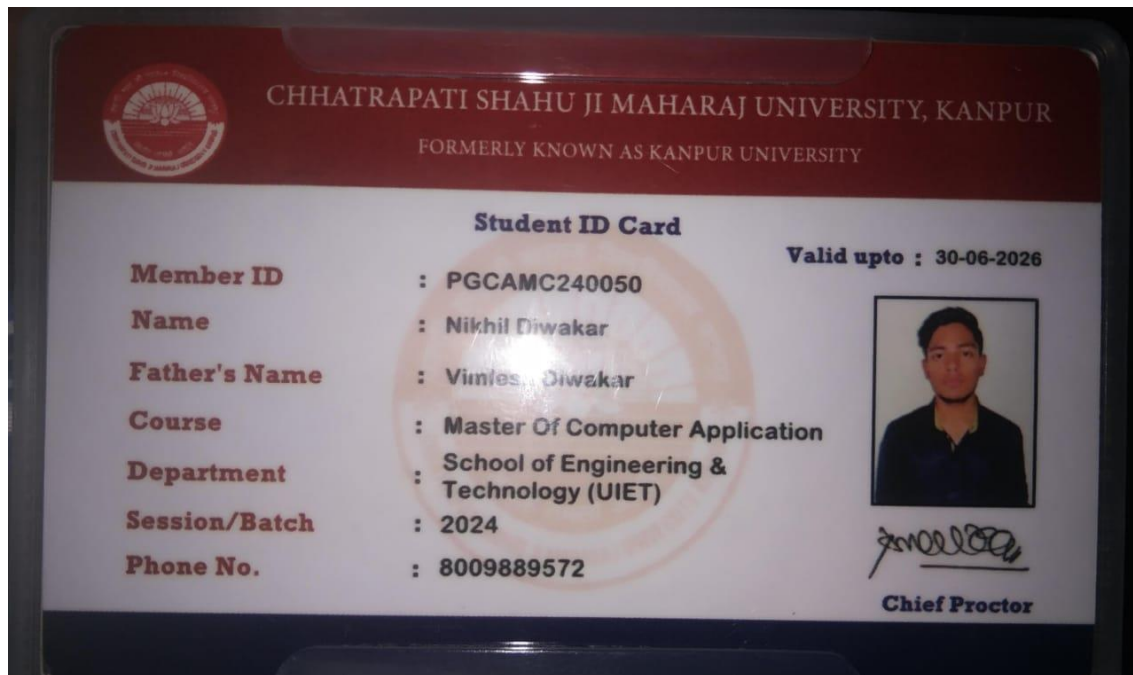 CHHATRAPATI SHAHU JI MAHARAJ UNIVERSITY, KANPUR
FORMERLY KNOWN AS KANPUR UNIVERSITY
Student ID Card
Valid upto : 30-06-2026
Member ID : PGCAMC240050
Name : Nikhil Diwakar
Father's Name : Diwakar
Course : Master Of Computer Application
Department : School of Engineering &
Technology (UIET)
Session/Batch : 2024
Phone No. : 8009889572
Chief Proctor